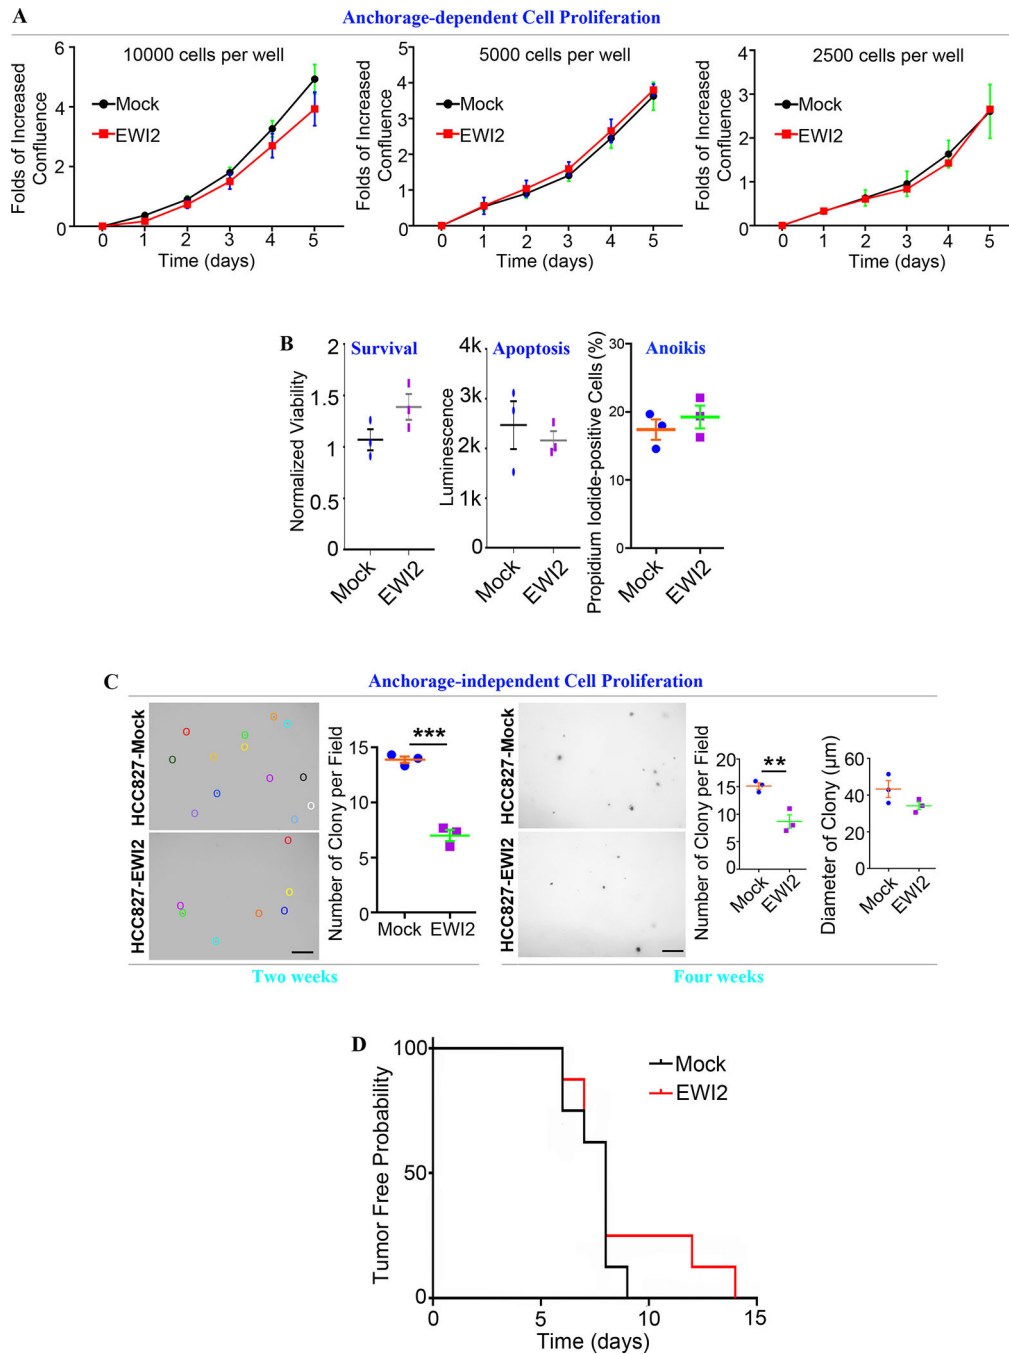 A
Anchorage-dependent Cell Proliferation
10000 cells per well
Mock
EWI2
Folds of Increased
Confluence
6
4
2
0
0 1 2 3 4 5
Time (days)
5000 cells per well
Mock
EWI2
Folds of Increased
Confluence
5
4
3
2
1
0
0 1 2 3 4 5
Time (days)
2500 cells per well
Mock
EWI2
Folds of Increased
Confluence
4
3
2
1
0
0 1 2 3 4 5
Time (days)
B
Survival
Normalized Viability
2
1.5
1
0.5
0
Mock EWI2
Apoptosis
Luminescence
4k
3k
2k
1k
0
Mock EWI2
Anoikis
Propidium Iodide-positive Cells (%)
30
20
10
0
Mock EWI2
C
Anchorage-independent Cell Proliferation
HCC827-Mock
HCC827-EWI2
Number of Clony per Field
15
10
5
0
***
Mock EWI2
Two weeks
HCC827-Mock
HCC827-EWI2
Number of Clony per Field
20
15
10
5
0
**
Mock EWI2
Diameter of Clony (µm)
60
40
20
0
Mock EWI2
Four weeks
D
Tumor Free Probability
100
50
0
Mock
EWI2
0 5 10 15
Time (days)